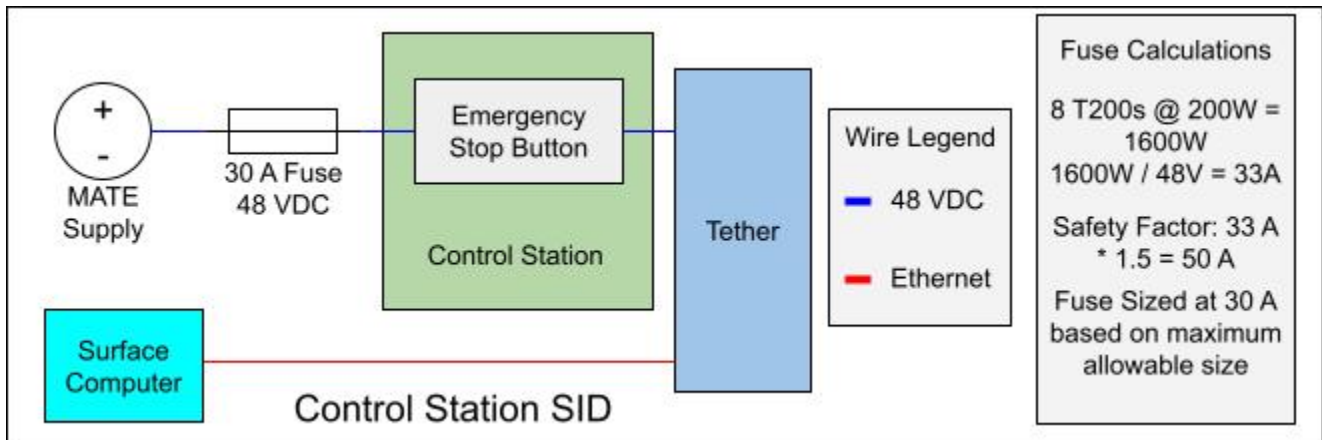 +
-
MATE
Supply
30 A Fuse
48 VDC
Emergency
Stop Button
Control Station
Tether
Surface
Computer
Control Station SID
Wire Legend
48 VDC
Ethernet
Fuse Calculations
8 T200s @ 200W =
1600W
1600W / 48V = 33A
Safety Factor: 33 A
* 1.5 = 50 A
Fuse Sized at 30 A
based on maximum
allowable size